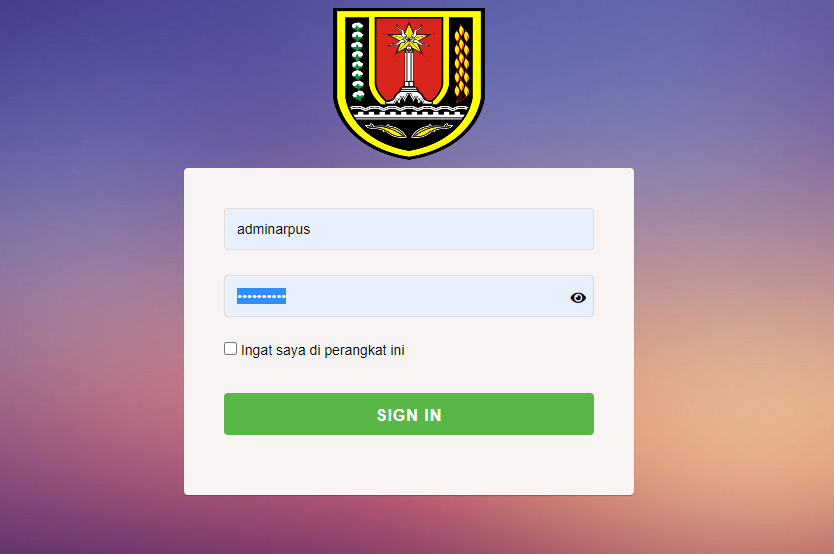 adminarpus
••••••••••
Ingat saya di perangkat ini
SIGN IN